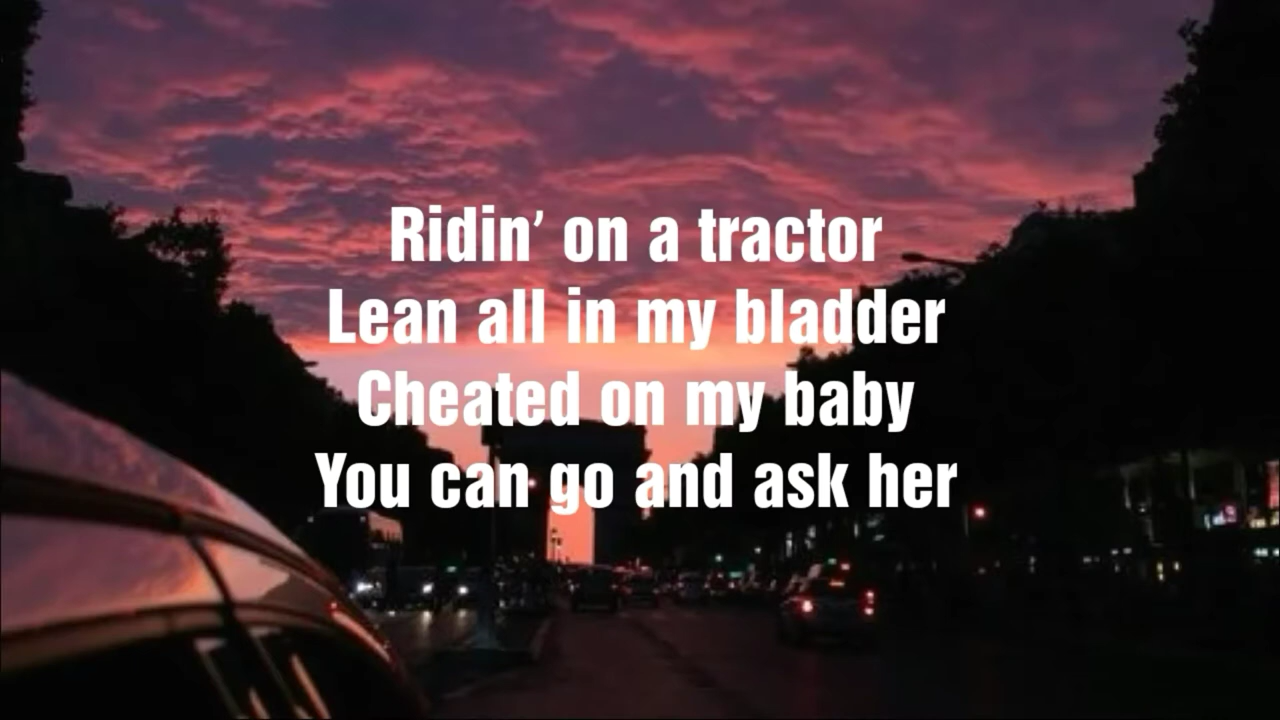 Ridin’ on a tractor
Lean all in my bladder
Cheated on my baby
You can go and ask her